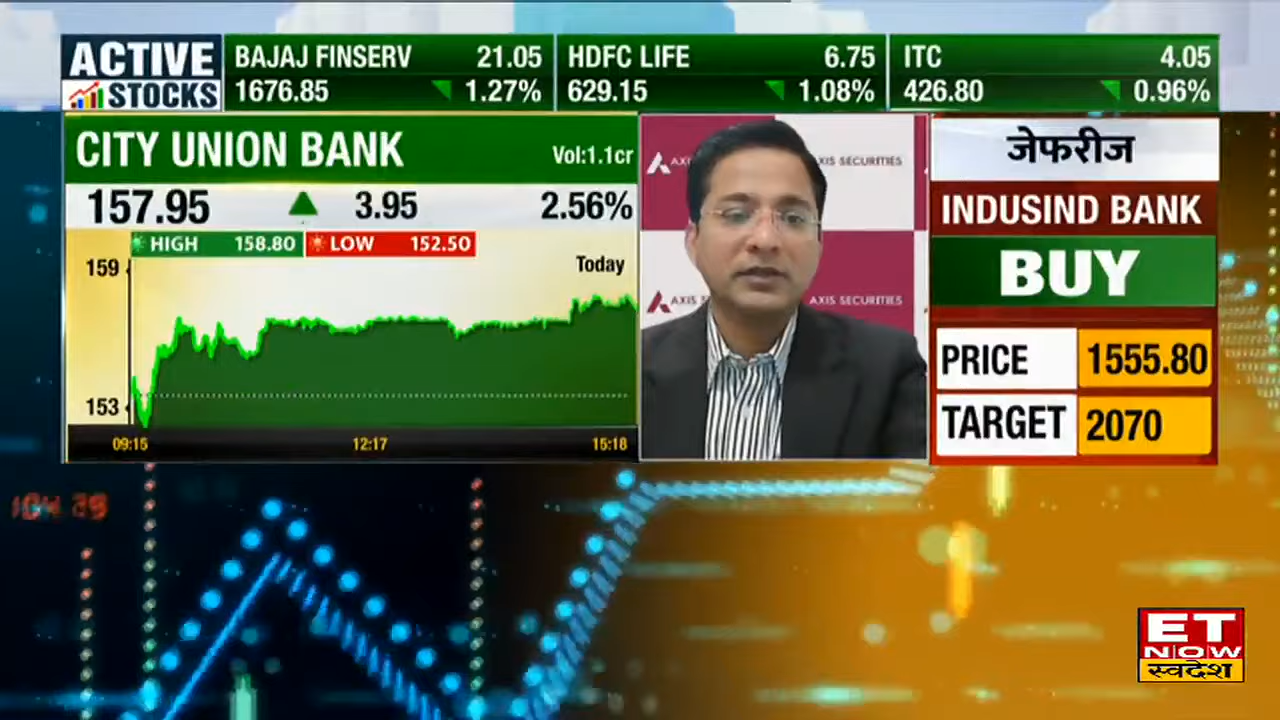 ACTIVE
STOCKS
BAJAJ FINSERV 21.05
1676.85 1.27%
HDFC LIFE 6.75
629.15 1.08%
ITC 4.05
426.80 0.96%
CITY UNION BANK Vol:1.1cr
157.95 3.95 2.56%
HIGH 158.80 LOW 152.50
159
Today
153
09:15 12:17 15:18
AXIS SECURITIES
AXIS AXIS SECURITIES
जेफरीज
INDUSIND BANK
BUY
PRICE 1555.80
TARGET 2070
ET
NOW
स्वदेश